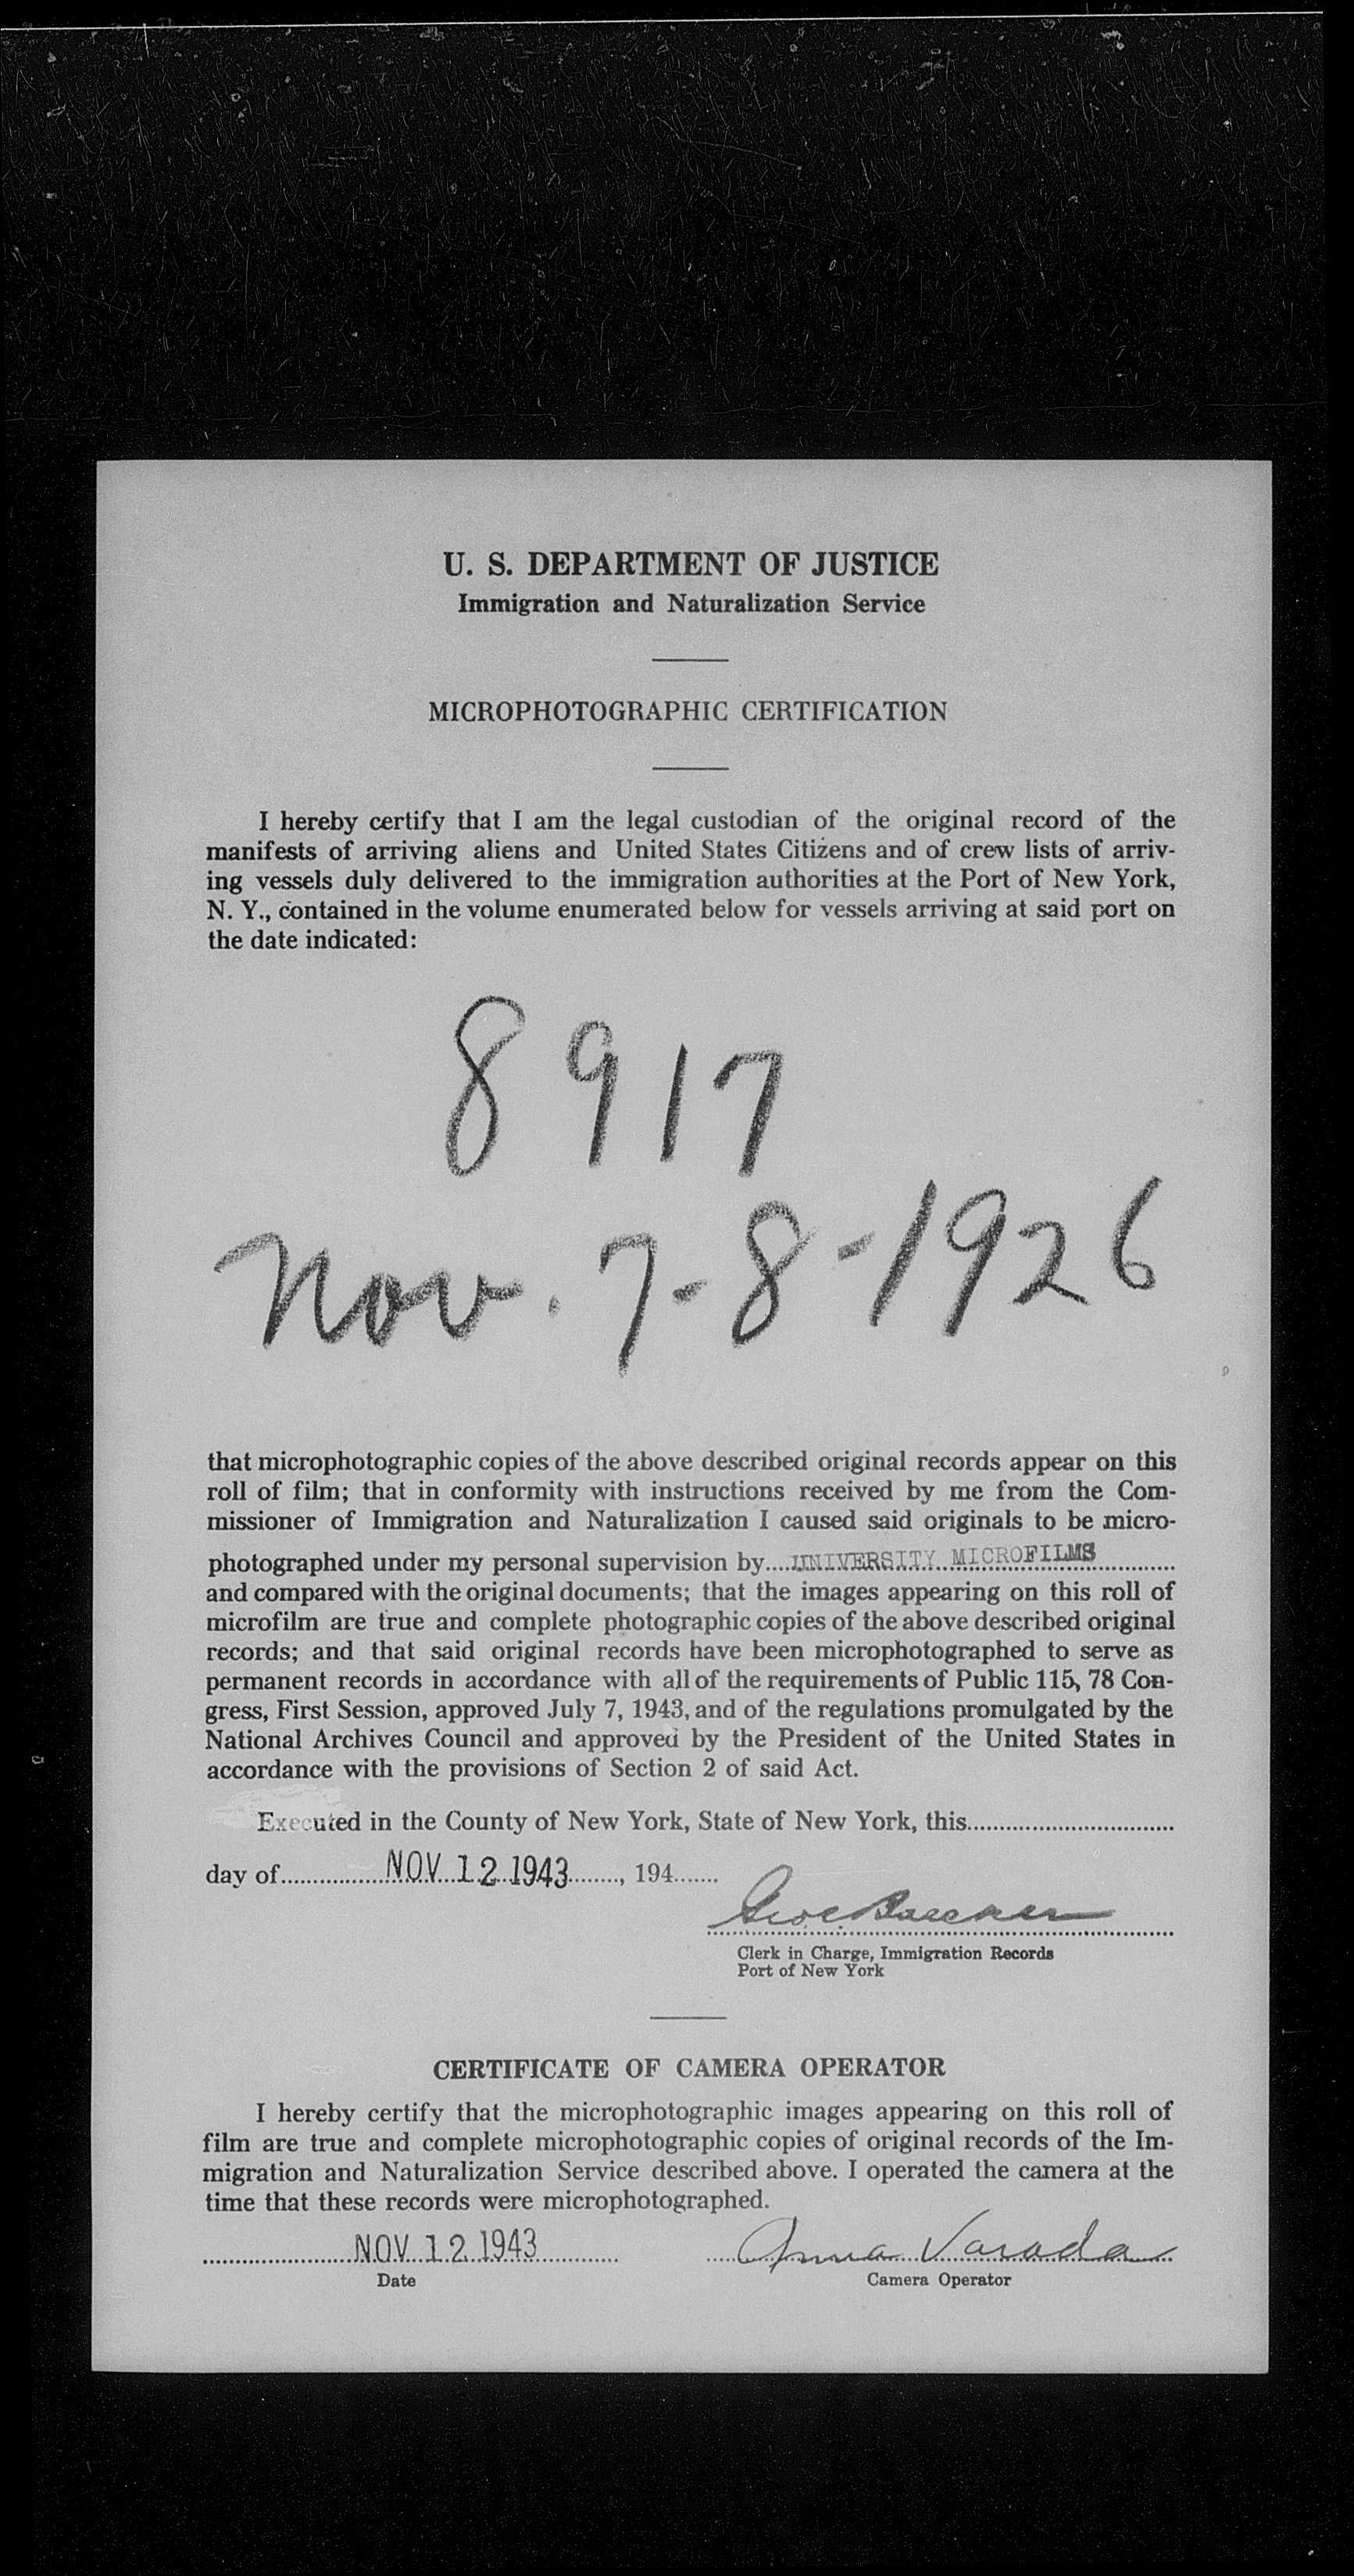 U. S. DEPARTMENT OF JUSTICE
Immigration and Naturalization Service
MICROPHOTOGRAPHIC CERTIFICATION
I hereby certify that I am the legal custodian of the original record of the
manifests of arriving aliens and United States Citizens and of crew lists of arriv-
ing vessels duly delivered to the immigration authorities at the Port of New York,
N. Y., contained in the volume enumerated below for vessels arriving at said port on
the date indicated:
8917
Nov. 7-8-1926
that microphotographic copies of the above described original records appear on this
roll of film; that in conformity with instructions received by me from the Com-
missioner of Immigration and Naturalization I caused said originals to be micro-
photographed under my personal supervision by....UNIVERSITY MICROFILMS
and compared with the original documents; that the images appearing on this roll of
microfilm are true and complete photographic copies of the above described original
records; and that said original records have been microphotographed to serve as
permanent records in accordance with all of the requirements of Public 115, 78 Con-
gress, First Session, approved July 7, 1943, and of the regulations promulgated by the
National Archives Council and approved by the President of the United States in
accordance with the provisions of Section 2 of said Act.
Executed in the County of New York, State of New York, this
day of NOV 12 1943, 194
Clerk in Charge, Immigration Records
Port of New York
CERTIFICATE OF CAMERA OPERATOR
I hereby certify that the microphotographic images appearing on this roll of
film are true and complete microphotographic copies of original records of the Im-
migration and Naturalization Service described above. I operated the camera at the
time that these records were microphotographed.
NOV 12 1943 Anna Varada
Date Camera Operator